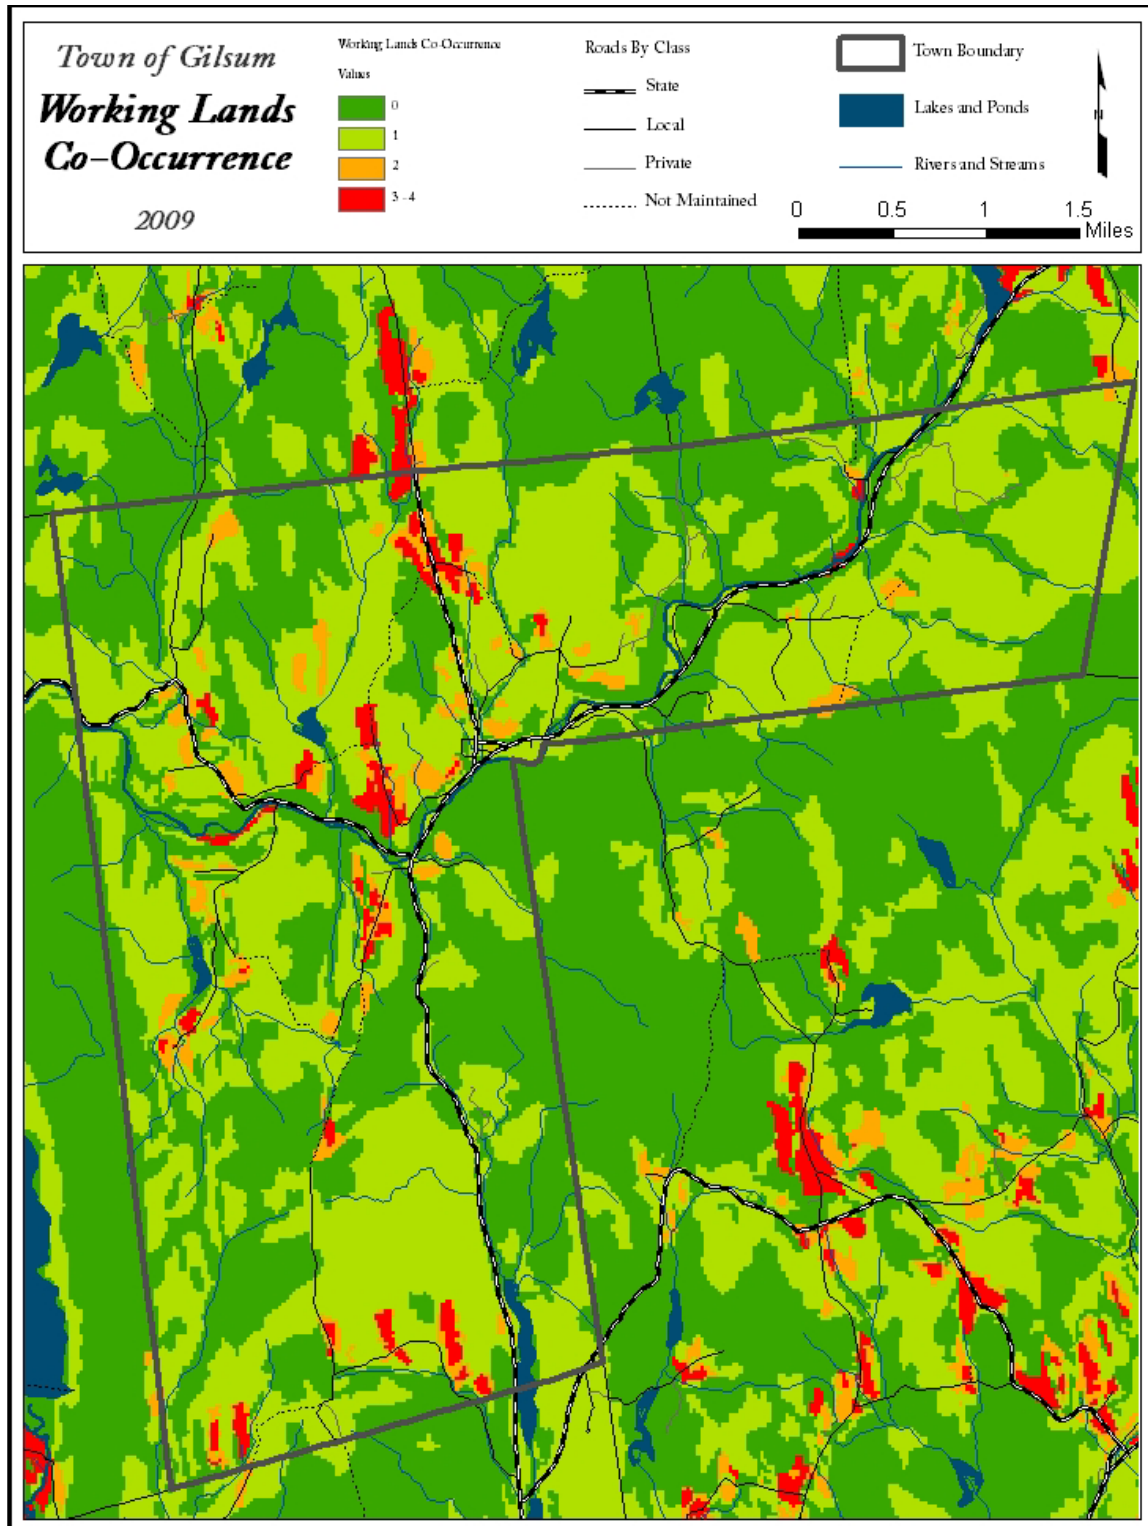 Town of Gilsum
Working Lands
Co-Occurrence
2009
Working Lands Co-Occurrence
Values
0
1
2
3 - 4
Roads By Class
State
Local
Private
Not Maintained
Town Boundary
Lakes and Ponds
Rivers and Streams
N
0 0.5 1 1.5
Miles